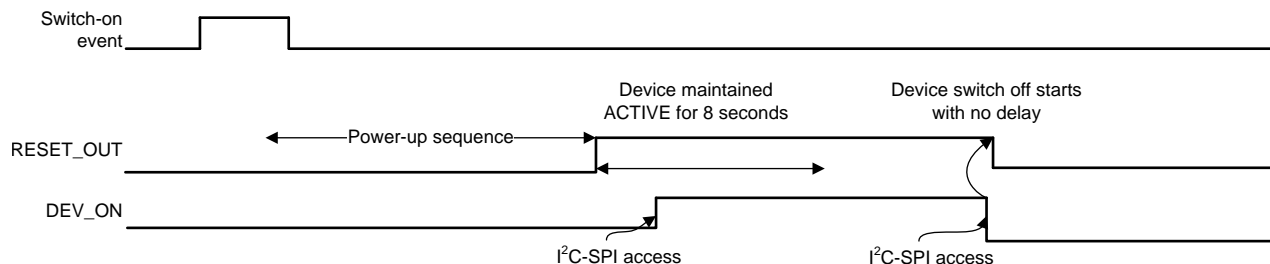 Switch-on
event
Device maintained
ACTIVE for 8 seconds
Device switch off starts
with no delay
Power-up sequence
RESET_OUT
DEV_ON
I²C-SPI access
I²C-SPI access